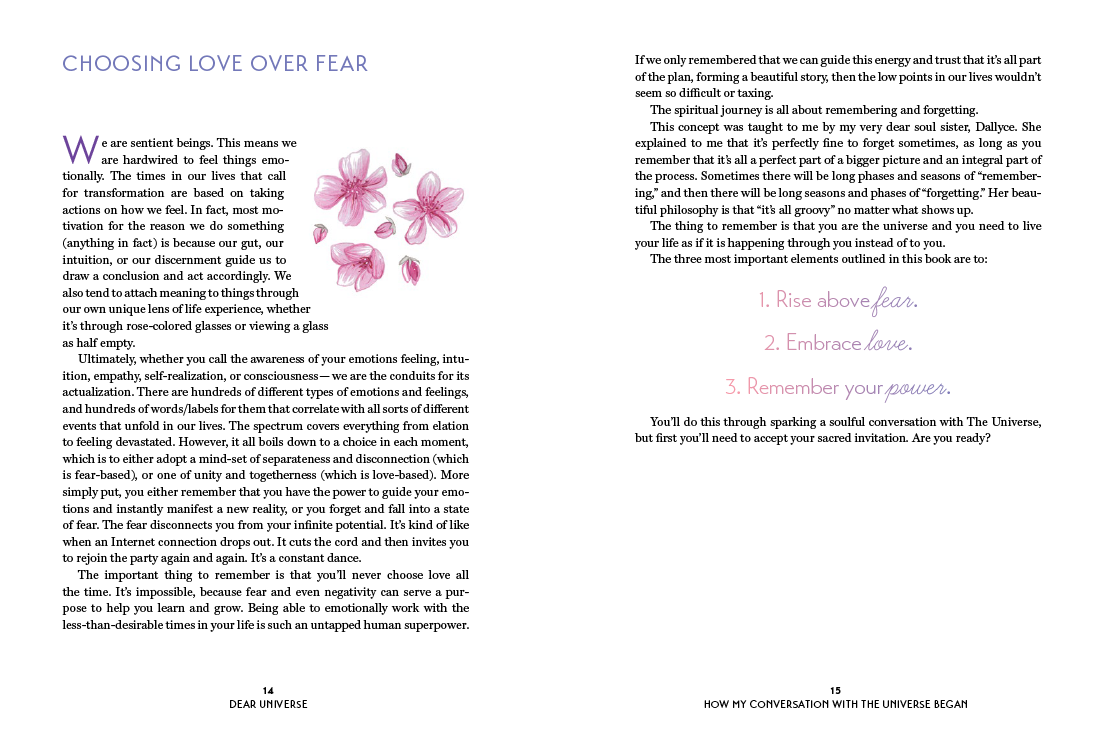 CHOOSING LOVE OVER FEAR
We are sentient beings. This means we
are hardwired to feel things emo-
tionally. The times in our lives that call
for transformation are based on taking
actions on how we feel. In fact, most mo-
tivation for the reason we do something
(anything in fact) is because our gut, our
intuition, or our discernment guide us to
draw a conclusion and act accordingly. We
also tend to attach meaning to things through
our own unique lens of life experience, whether
it's through rose-colored glasses or viewing a glass
as half empty.
Ultimately, whether you call the awareness of your emotions feeling, intu-
ition, empathy, self-realization, or consciousness—we are the conduits for its
actualization. There are hundreds of different types of emotions and feelings,
and hundreds of words/labels for them that correlate with all sorts of different
events that unfold in our lives. The spectrum covers everything from elation
to feeling devastated. However, it all boils down to a choice in each moment,
which is to either adopt a mind-set of separateness and disconnection (which
is fear-based), or one of unity and togetherness (which is love-based). More
simply put, you either remember that you have the power to guide your emo-
tions and instantly manifest a new reality, or you forget and fall into a state
of fear. The fear disconnects you from your infinite potential. It's kind of like
when an Internet connection drops out. It cuts the cord and then invites you
to rejoin the party again and again. It's a constant dance.
The important thing to remember is that you'll never choose love all
the time. It's impossible, because fear and even negativity can serve a pur-
pose to help you learn and grow. Being able to emotionally work with the
less-than-desirable times in your life is such an untapped human superpower.
14
DEAR UNIVERSE
If we only remembered that we can guide this energy and trust that it's all part
of the plan, forming a beautiful story, then the low points in our lives wouldn't
seem so difficult or taxing.
The spiritual journey is all about remembering and forgetting.
This concept was taught to me by my very dear soul sister, Dallyce. She
explained to me that it's perfectly fine to forget sometimes, as long as you
remember that it's all a perfect part of a bigger picture and an integral part of
the process. Sometimes there will be long phases and seasons of "remember-
ing," and then there will be long seasons and phases of "forgetting." Her beau-
tiful philosophy is that "it's all groovy" no matter what shows up.
The thing to remember is that you are the universe and you need to live
your life as if it is happening through you instead of to you.
The three most important elements outlined in this book are to:
1. Rise above fear.
2. Embrace love.
3. Remember your power.
You'll do this through sparking a soulful conversation with The Universe,
but first you'll need to accept your sacred invitation. Are you ready?
15
HOW MY CONVERSATION WITH THE UNIVERSE BEGAN